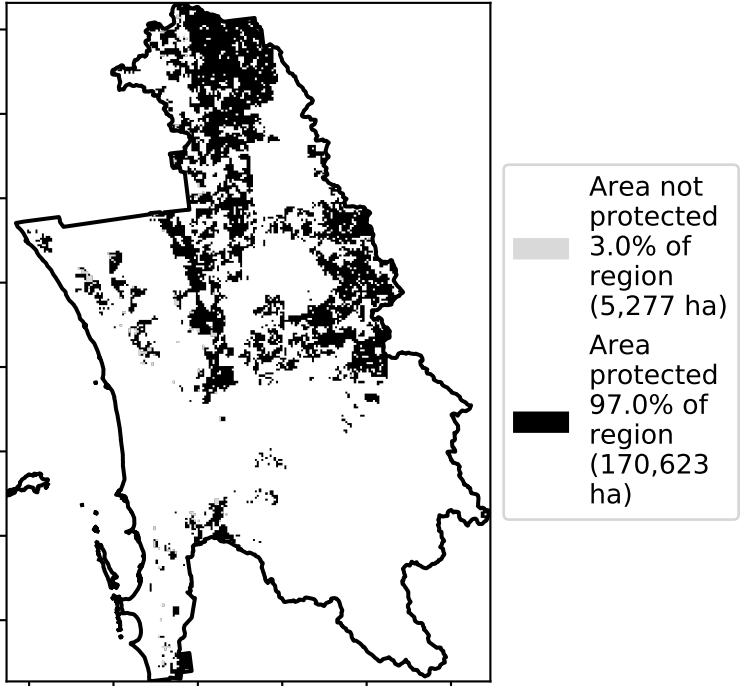 Area not
protected
3.0% of
region
(5,277 ha)
Area
protected
97.0% of
region
(170,623
ha)